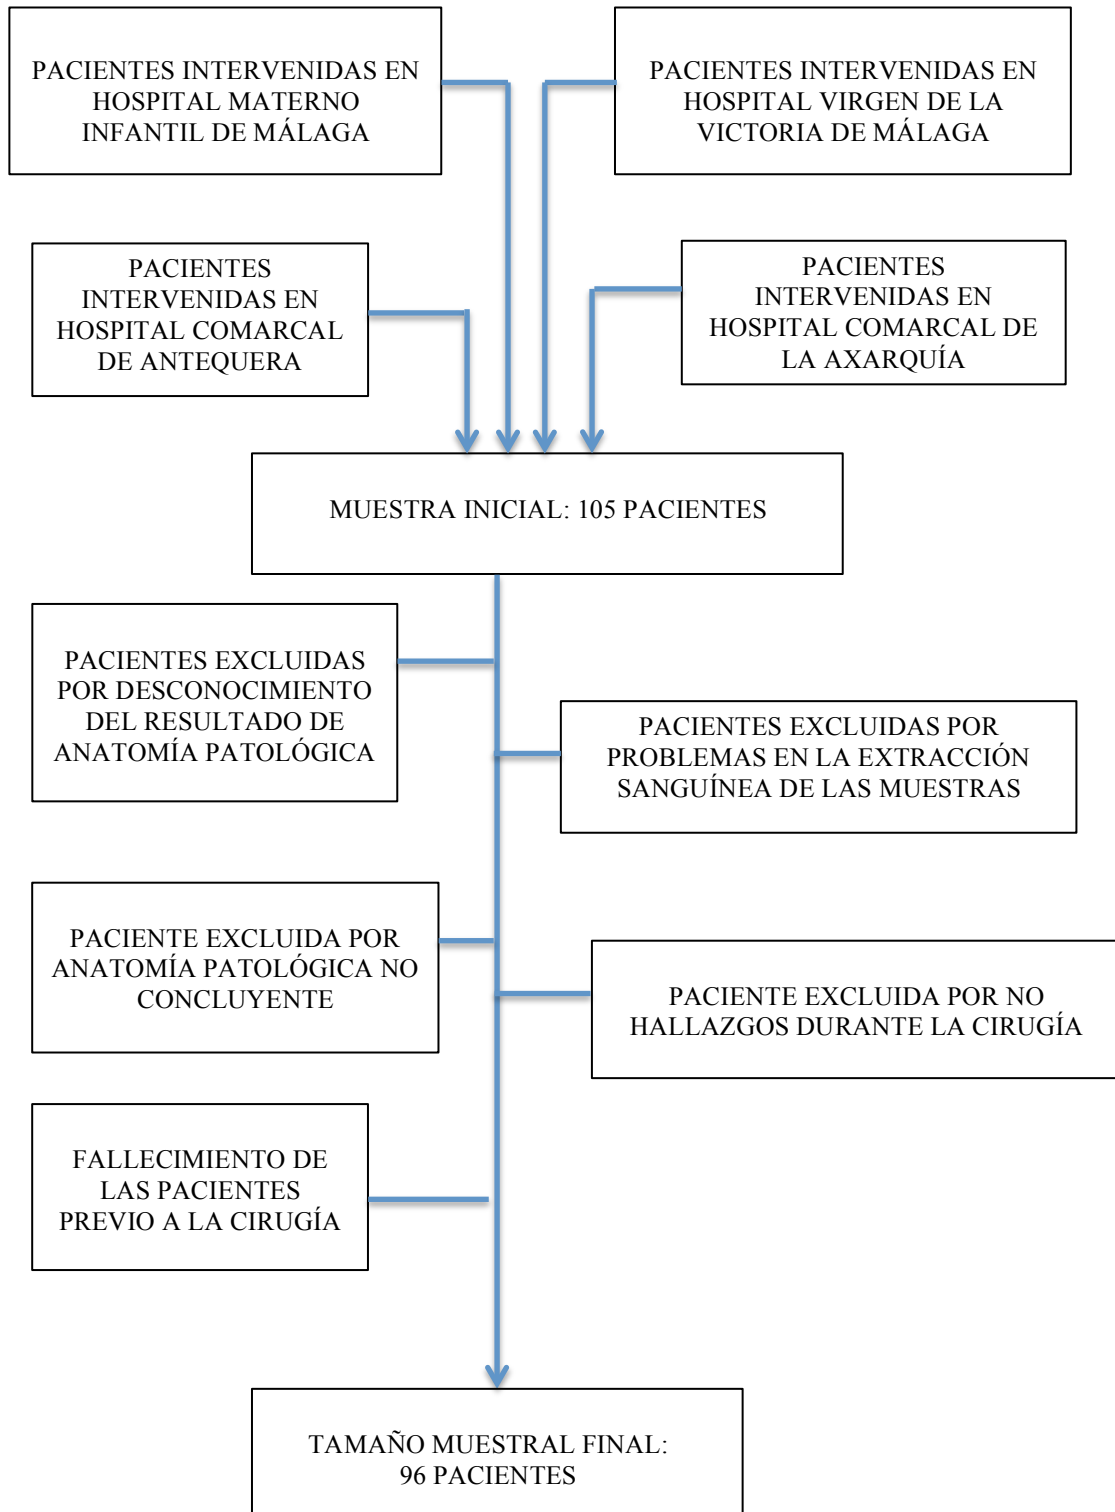 PACIENTES INTERVENIDAS EN
HOSPITAL MATERNO
INFANTIL DE MÁLAGA
PACIENTES INTERVENIDAS EN
HOSPITAL VIRGEN DE LA
VICTORIA DE MÁLAGA
PACIENTES
INTERVENIDAS EN
HOSPITAL COMARCAL
DE ANTEQUERA
PACIENTES
INTERVENIDAS EN
HOSPITAL COMARCAL DE
LA AXARQUÍA
MUESTRA INICIAL: 105 PACIENTES
PACIENTES EXCLUIDAS
POR DESCONOCIMIENTO
DEL RESULTADO DE
ANATOMÍA PATOLÓGICA
PACIENTES EXCLUIDAS POR
PROBLEMAS EN LA EXTRACCIÓN
SANGUÍNEA DE LAS MUESTRAS
PACIENTE EXCLUIDA POR
ANATOMÍA PATOLÓGICA NO
CONCLUYENTE
PACIENTE EXCLUIDA POR NO
HALLAZGOS DURANTE LA CIRUGÍA
FALLECIMIENTO DE
LAS PACIENTES
PREVIO A LA CIRUGÍA
TAMAÑO MUESTRAL FINAL:
96 PACIENTES